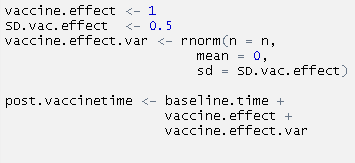 vaccine.effect <- 1
SD.vac.effect  <- 0.5
vaccine.effect.var <- rnorm(n = n,
                            mean = 0,
                            sd = SD.vac.effect)

post.vaccinetime <- baseline.time +
                    vaccine.effect +
                    vaccine.effect.var